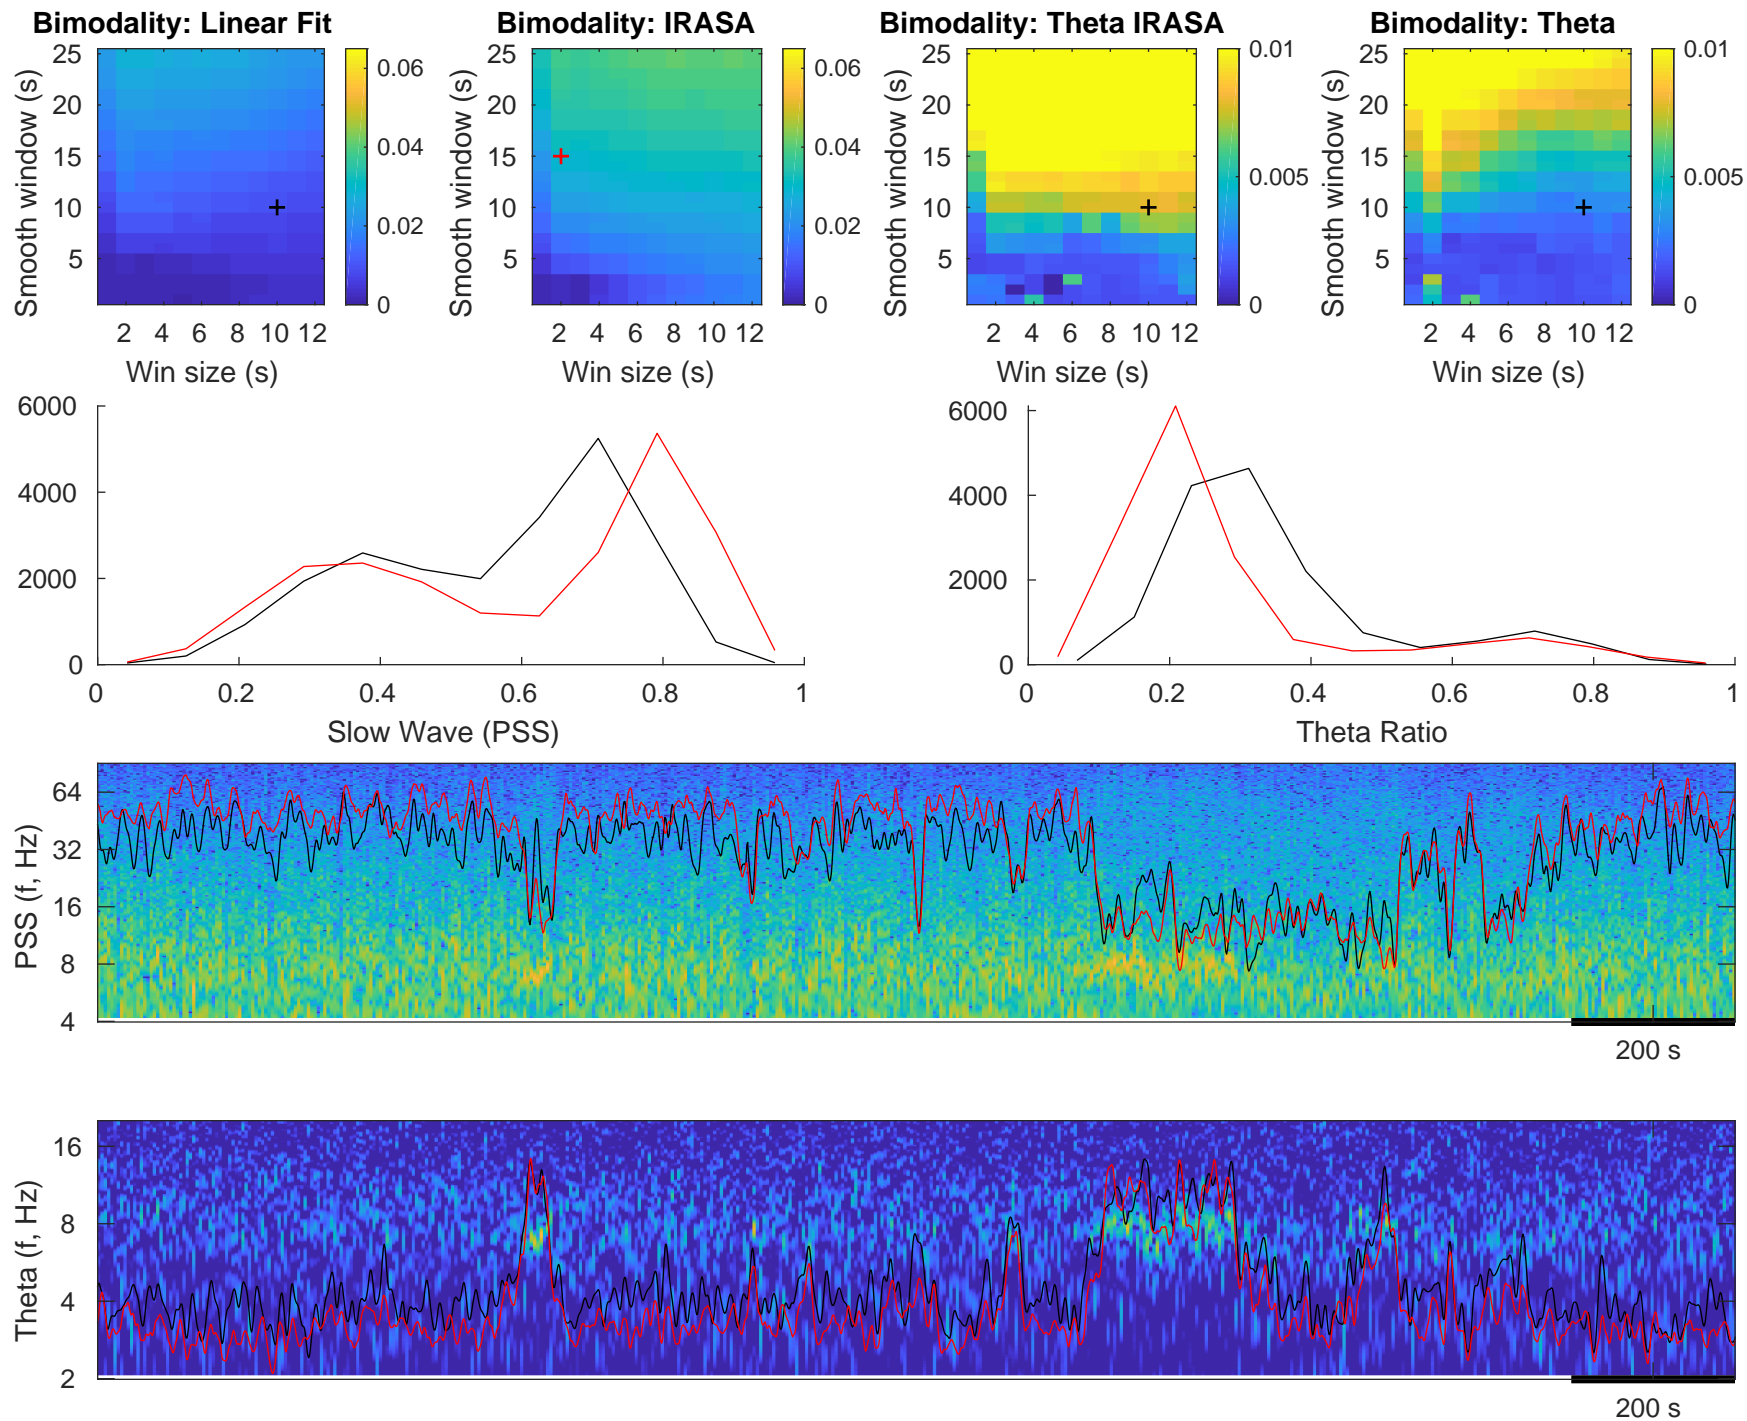 Bimodality: Linear Fit
Bimodality: IRASA
Bimodality: Theta IRASA
Bimodality: Theta
Smooth window (s)
25
20
15
10
5
2 4 6 8 10 12
Win size (s)
0.06
0.04
0.02
0
Smooth window (s)
25
20
15
10
5
2 4 6 8 10 12
Win size (s)
0.06
0.04
0.02
0
Smooth window (s)
25
20
15
10
5
2 4 6 8 10 12
Win size (s)
0.01
0.005
0
Smooth window (s)
25
20
15
10
5
2 4 6 8 10 12
Win size (s)
0.01
0.005
0
6000
4000
2000
0
0 0.2 0.4 0.6 0.8 1
Slow Wave (PSS)
6000
4000
2000
0
0 0.2 0.4 0.6 0.8 1
Theta Ratio
PSS (f, Hz)
64
32
16
8
4
200 s
Theta (f, Hz)
16
8
4
2
200 s